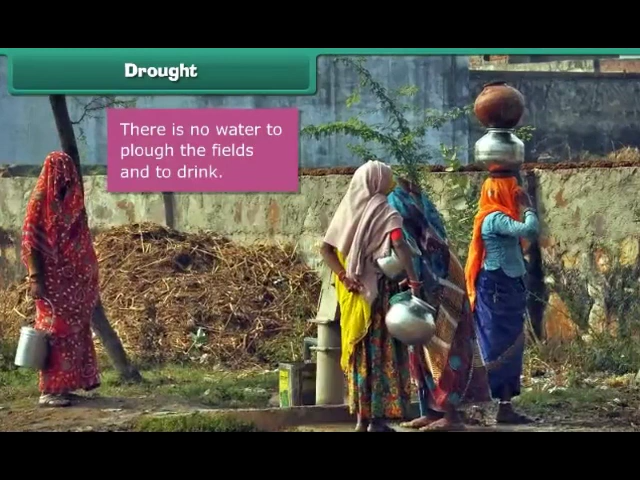 Drought
There is no water to
plough the fields
and to drink.